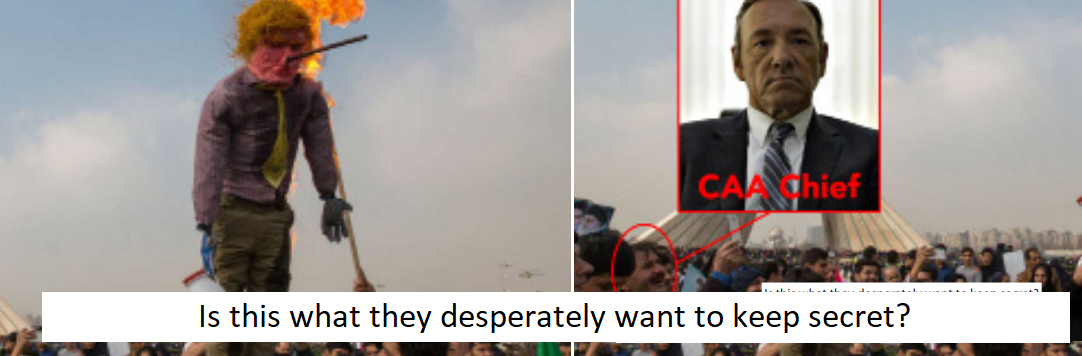 CAA Chief
Is this what they desperately want to keep secret?
Is this what they desperately want to keep secret?